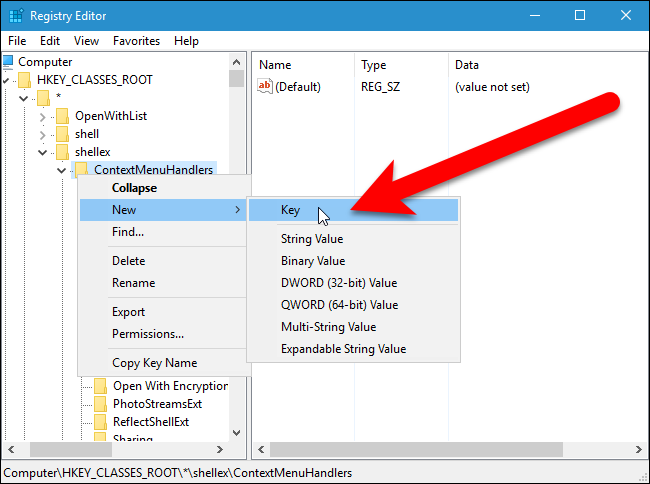 Registry Editor
File Edit View Favorites Help
Computer
HKEY_CLASSES_ROOT
*
OpenWithList
shell
shellex
ContextMenuHandlers
Name Type Data
ab (Default) REG_SZ (value not set)
Collapse
New
Find...
Delete
Rename
Export
Permissions...
Copy Key Name
Key
String Value
Binary Value
DWORD (32-bit) Value
QWORD (64-bit) Value
Multi-String Value
Expandable String Value
Open With Encryption
PhotoStreamsExt
ReflectShellExt
Sharing
Computer\HKEY_CLASSES_ROOT\*\shellex\ContextMenuHandlers